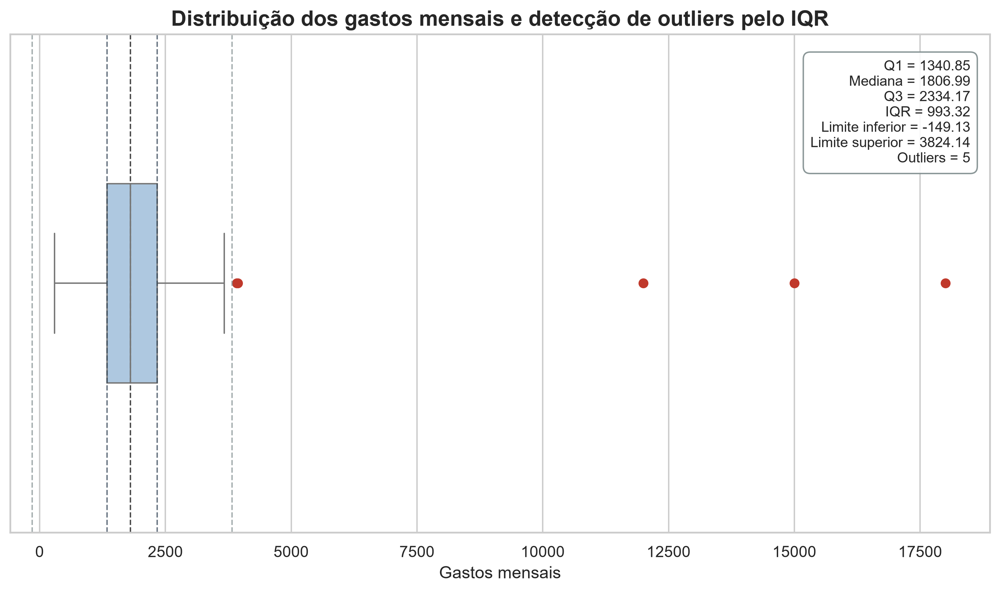 Distribuição dos gastos mensais e detecção de outliers pelo IQR
Q1 = 1340.85
Mediana = 1806.99
Q3 = 2334.17
IQR = 993.32
Limite inferior = -149.13
Limite superior = 3824.14
Outliers = 5
0 2500 5000 7500 10000 12500 15000 17500
Gastos mensais